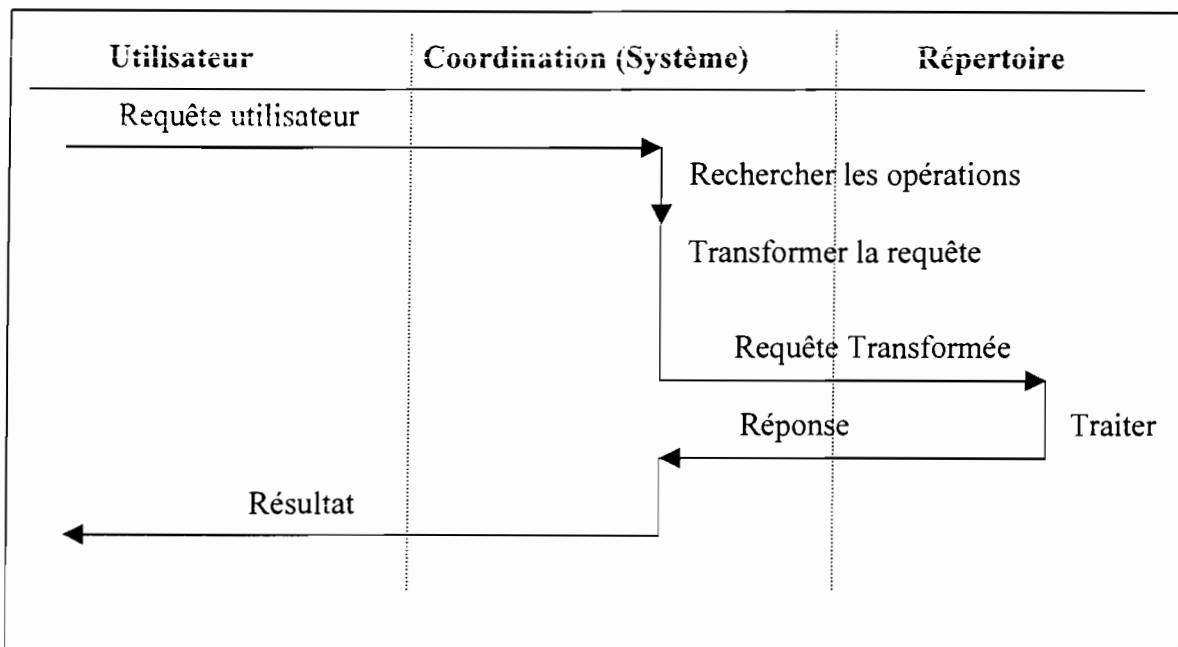 Utilisateur Coordination (Système) Répertoire
Requête utilisateur
Rechercher les opérations
Transformer la requête
Requête Transformée
Réponse Traiter
Résultat